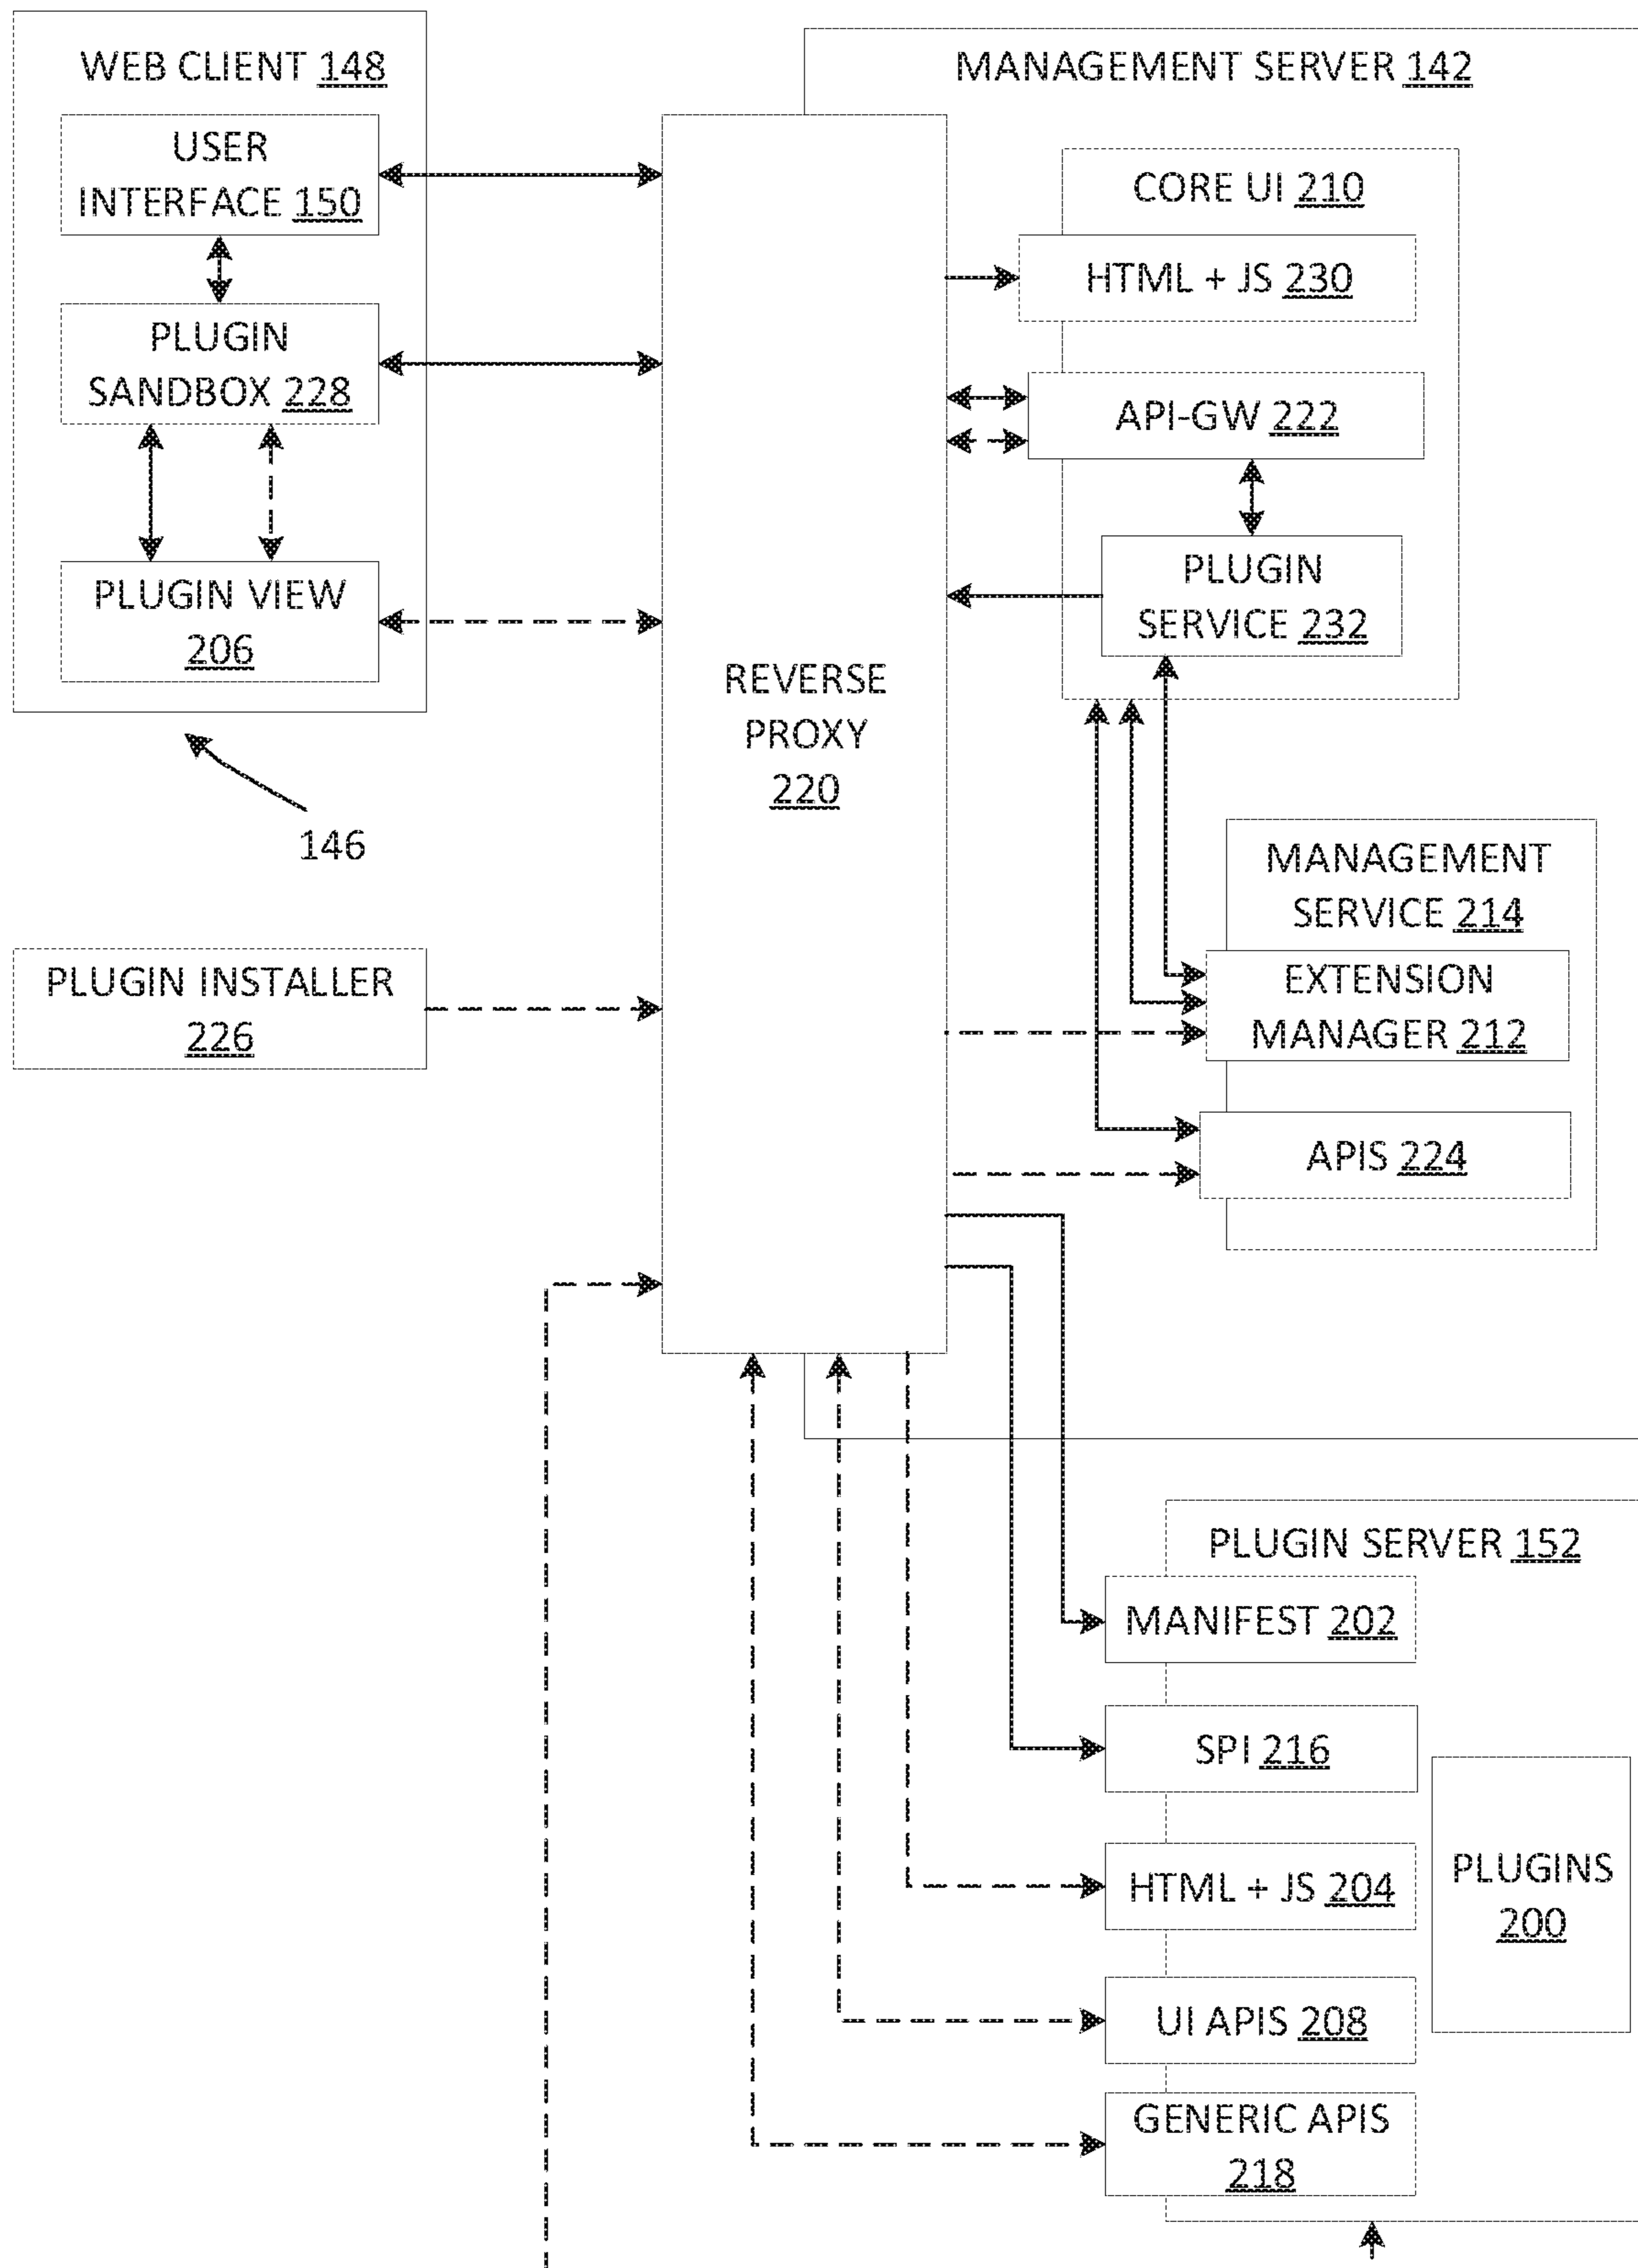 WEB CLIENT 148
USER
INTERFACE 150
PLUGIN
SANDBOX 228
PLUGIN VIEW
206
146
PLUGIN INSTALLER
226
REVERSE
PROXY
220
MANAGEMENT SERVER 142
CORE UI 210
HTML + JS 230
API-GW 222
PLUGIN
SERVICE 232
MANAGEMENT
SERVICE 214
EXTENSION
MANAGER 212
APIS 224
PLUGIN SERVER 152
MANIFEST 202
SPI 216
HTML + JS 204
UI APIS 208
GENERIC APIS
218
PLUGINS
200